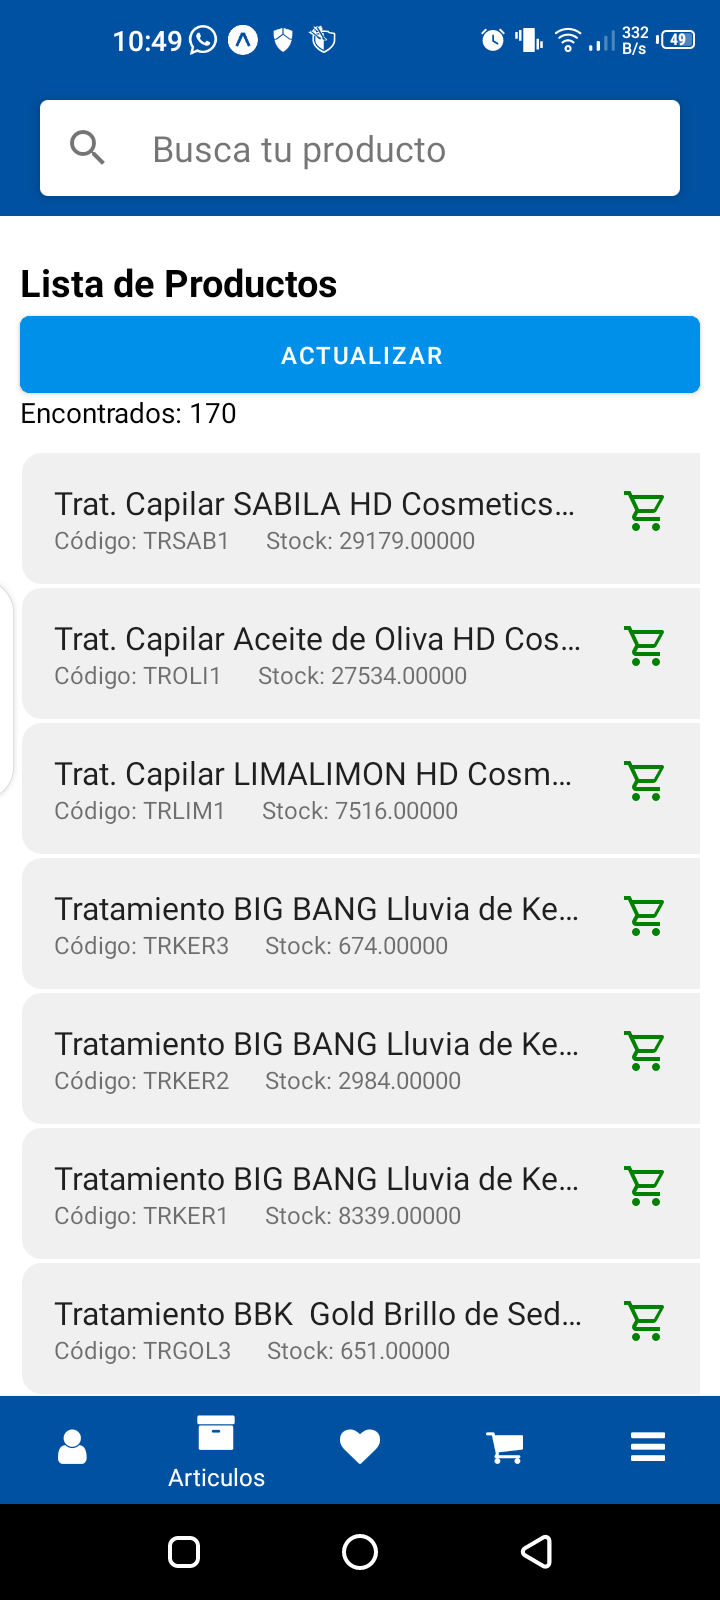 10:49
332
B/s
49
Busca tu producto
Lista de Productos
ACTUALIZAR
Encontrados: 170
Trat. Capilar SABILA HD Cosmetics...
Código: TRSAB1 Stock: 29179.00000
Trat. Capilar Aceite de Oliva HD Cos...
Código: TROLI1 Stock: 27534.00000
Trat. Capilar LIMALIMON HD Cosm...
Código: TRLIM1 Stock: 7516.00000
Tratamiento BIG BANG Lluvia de Ke...
Código: TRKER3 Stock: 674.00000
Tratamiento BIG BANG Lluvia de Ke...
Código: TRKER2 Stock: 2984.00000
Tratamiento BIG BANG Lluvia de Ke...
Código: TRKER1 Stock: 8339.00000
Tratamiento BBK  Gold Brillo de Sed...
Código: TRGOL3 Stock: 651.00000
Articulos